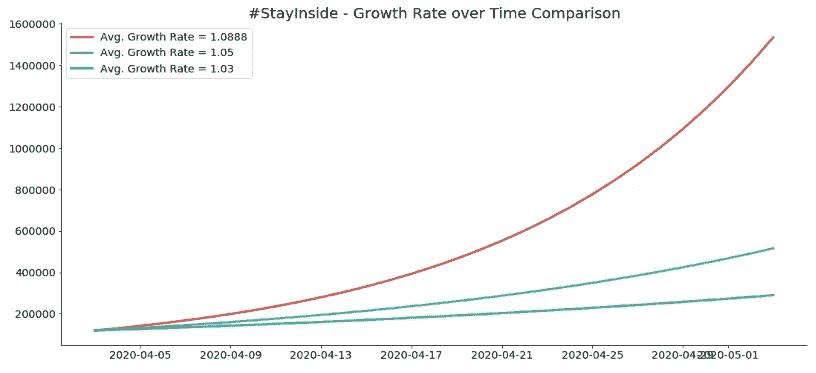 #StayInside - Growth Rate over Time Comparison
1600000
Avg. Growth Rate = 1.0888
Avg. Growth Rate = 1.05
Avg. Growth Rate = 1.03
1400000
1200000
1000000
800000
600000
400000
200000
2020-04-05 2020-04-09 2020-04-13 2020-04-17 2020-04-21 2020-04-25 2020-04-29 2020-05-01